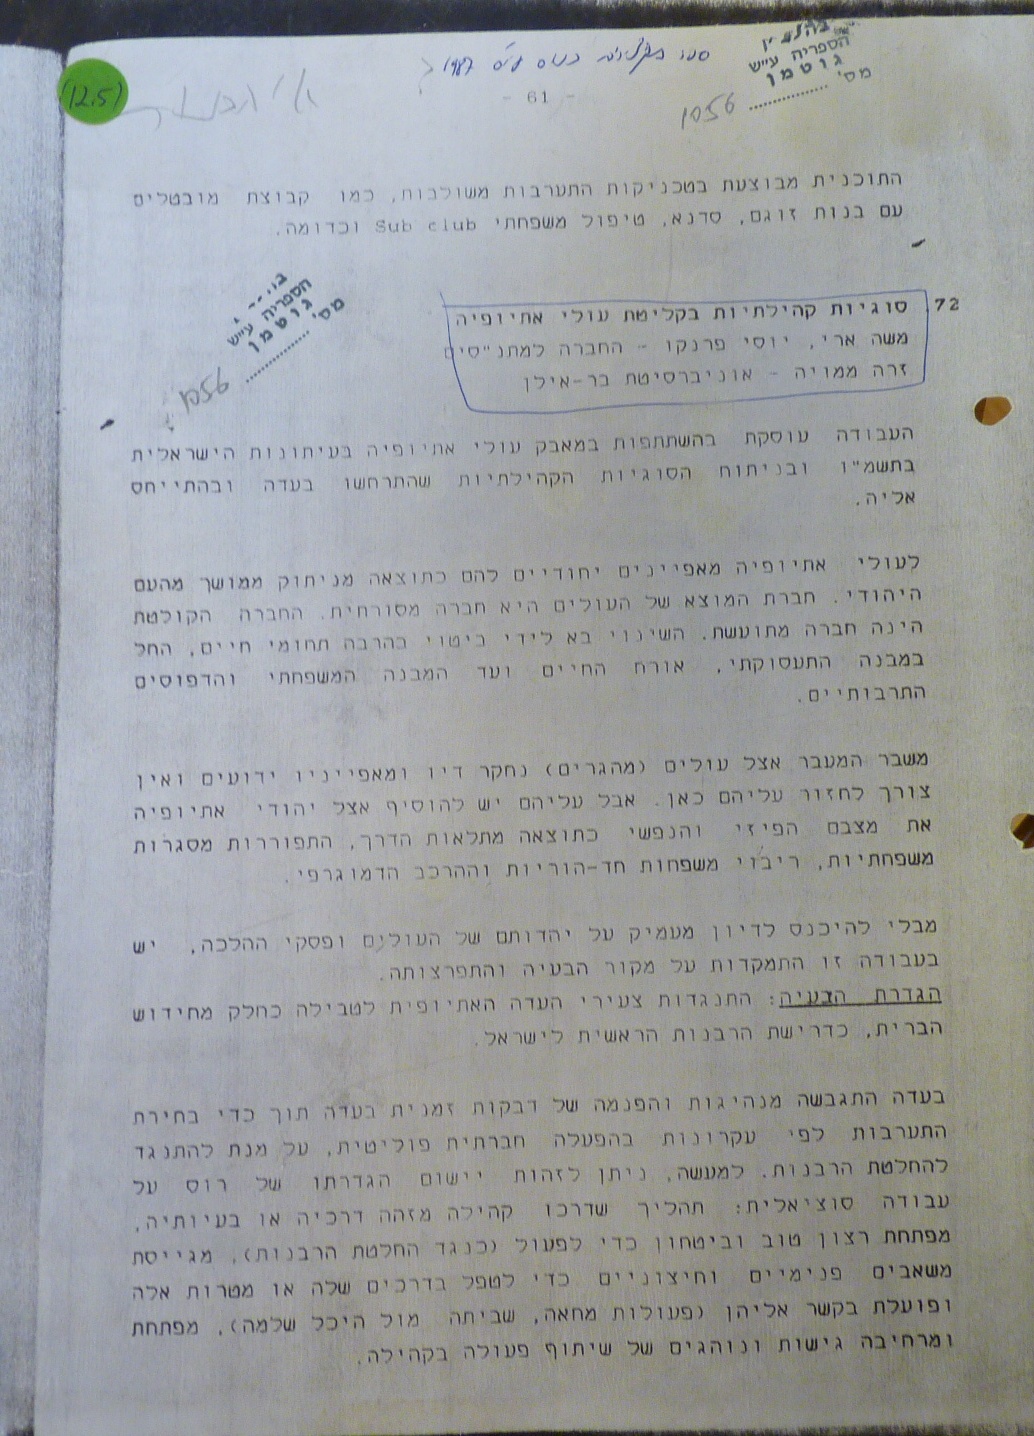 (12.5)
1987
- 61 -
הספריה ע״ש
גוטמן
מס'
1056
התוכנית מבוצעת בטכניקות התערבות משולבות, כמו קבוצת מובטלים
עם בנות זוגם, סדנא, טיפול משפחתי Sub club וכדומה.
הספריה ע״ש
גוטמן
מס'
1056
72. סוגיות קהילתיות בקליטת עולי אתיופיה
משה ארי, יוסי פרנקו - החברה למתנ"סים
זרה ממויה - אוניברסיטת בר-אילן
העבודה עוסקת בהשתתפות במאבק עולי אתיופיה בעיתונות הישראלית
בתשמ"ו ובניתוח הסוגיות הקהילתיות שהתרחשו בעדה ובהתייחס
אליה.
לעולי אתיופיה מאפיינים יחודיים להם כתוצאה מניתוק ממושך מהעם
היהודי. חברת המוצא של העולים היא חברה מסורתית. החברה הקולטת
הינה חברה מתועשת. השינוי בא לידי ביטוי בהרבה תחומי חיים, החל
במבנה התעסוקתי, אורח החיים ועד המבנה המשפחתי והדפוסים
התרבותיים.
משבר המעבר אצל עולים (מהגרים) נחקר דיו ומאפייניו ידועים ואין
צורך לחזור עליהם כאן. אבל עליהם יש להוסיף אצל יהודי אתיופיה
את מצבם הפיזי והנפשי כתוצאה מתלאות הדרך, התפוררות מסגרות
משפחתיות, ריבוי משפחות חד-הוריות וההרכב הדמוגרפי.
מבלי להיכנס לדיון מעמיק על יהדותם של העולים ופסקי ההלכה, יש
בעבודה זו התמקדות על מקור הבעיה והתפרצותה.
הגדרת הבעיה: התנגדות צעירי העדה האתיופית לטבילה כחלק מחידוש
הברית, כדרישת הרבנות הראשית לישראל.
בעדה התגבשה מנהיגות והפנמה של דבקות זמנית בעדה תוך כדי בחירת
התערבות לפי עקרונות בהפעלה חברתית פוליטית, על מנת להתנגד
להחלטת הרבנות. למעשה, ניתן לזהות יישום הגדרתו של רוס על
עבודה סוציאלית: תהליך שדרכו קהילה מזהה דרכיה או בעיותיה,
מפתחת רצון טוב וביטחון כדי לפעול (כנגד החלטת הרבנות), מגייסת
משאבים פנימיים וחיצוניים כדי לטפל בדרכים שלה או מטרות אלה
ופועלת בקשר אליהן (פעולות מחאה, שביתה מול היכל שלמה), מפתחת
ומרחיבה גישות ונוהגים של שיתוף פעולה בקהילה.